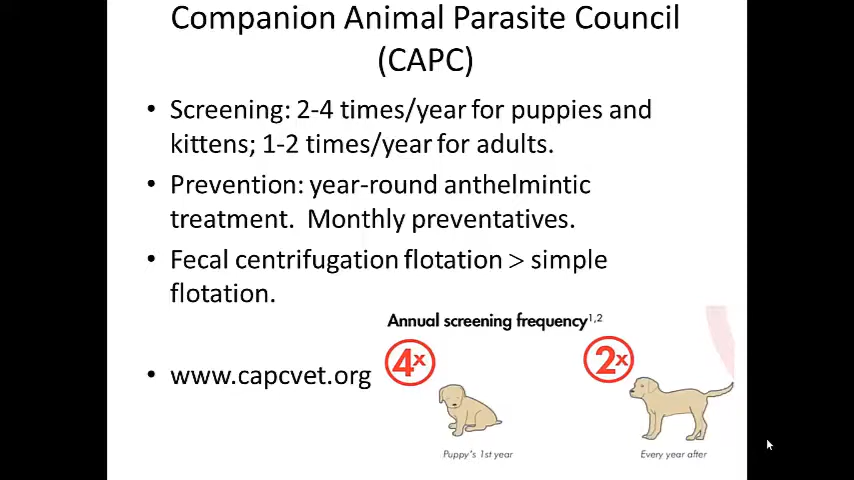 Companion Animal Parasite Council
(CAPC)
• Screening: 2-4 times/year for puppies and
kittens; 1-2 times/year for adults.
• Prevention: year-round anthelmintic
treatment.  Monthly preventatives.
• Fecal centrifugation flotation > simple
flotation.
Annual screening frequency1,2
4x
2x
• www.capcvet.org
Puppy's 1st year
Every year after